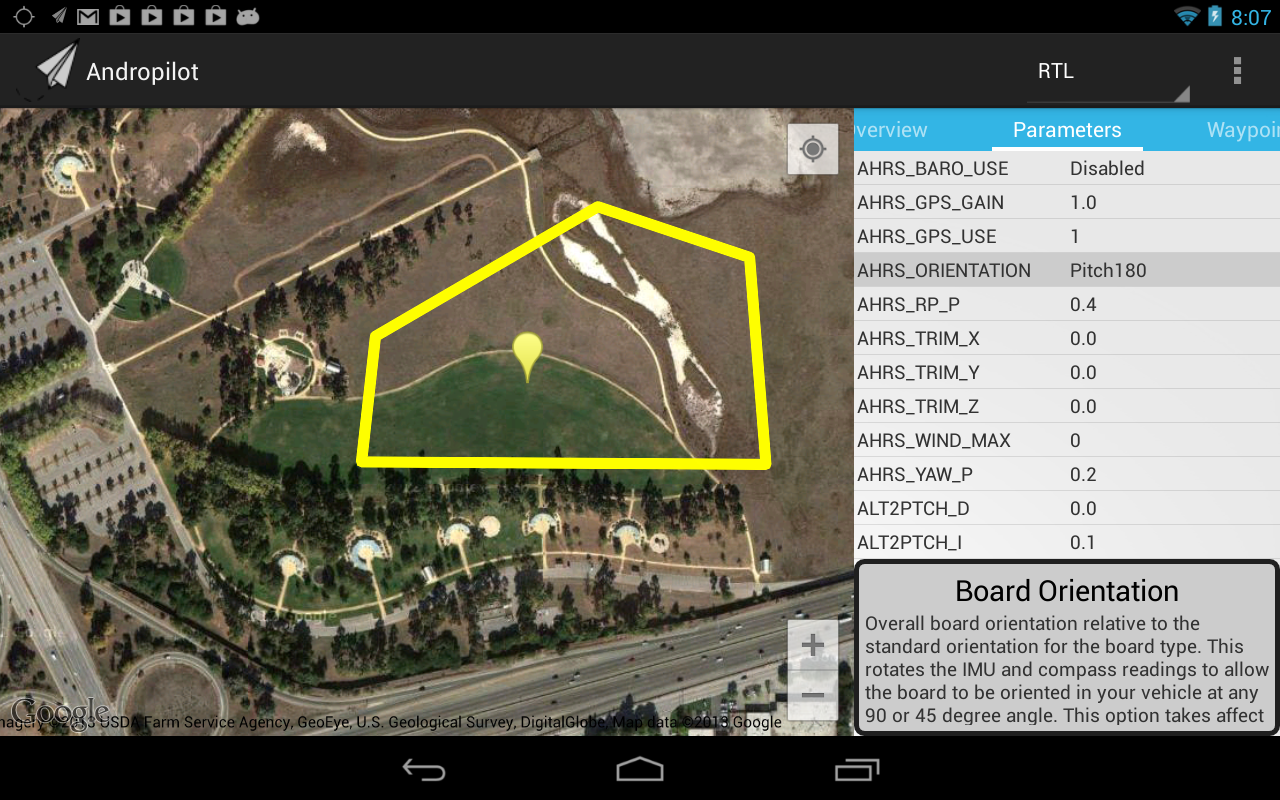 8:07
Andropilot
RTL
verview Parameters Waypoin
AHRS_BARO_USE Disabled
AHRS_GPS_GAIN 1.0
AHRS_GPS_USE 1
AHRS_ORIENTATION Pitch180
AHRS_RP_P 0.4
AHRS_TRIM_X 0.0
AHRS_TRIM_Y 0.0
AHRS_TRIM_Z 0.0
AHRS_WIND_MAX 0
AHRS_YAW_P 0.2
ALT2PTCH_D 0.0
ALT2PTCH_I 0.1
Board Orientation
Overall board orientation relative to the
standard orientation for the board type. This
rotates the IMU and compass readings to allow
the board to be oriented in your vehicle at any
90 or 45 degree angle. This option takes affect
Google
magery ©2013 USDA Farm Service Agency, GeoEye, U.S. Geological Survey, DigitalGlobe, Map data ©2013 Google